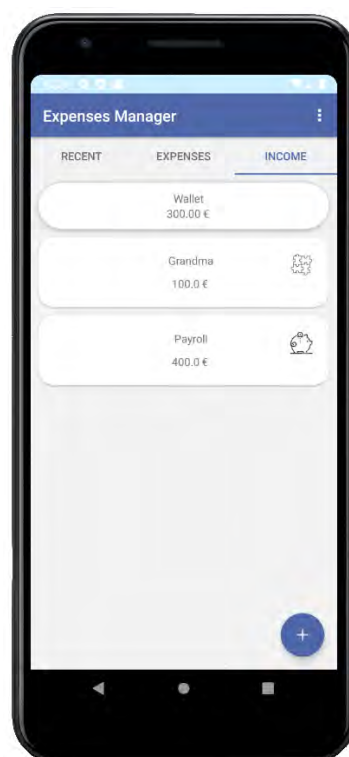 Expenses Manager
RECENT
EXPENSES
INCOME
Wallet
300.00 €
Grandma
100.0 €
Payroll
400.0 €
+